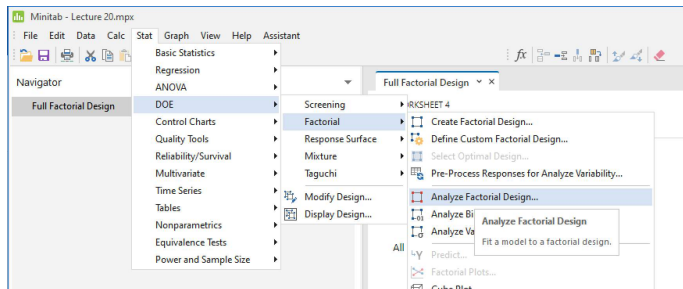 Minitab - Lecture 20.mpx
File Edit Data Calc Stat Graph View Help Assistant
Navigator
Full Factorial Design
Basic Statistics
Regression
ANOVA
DOE
Control Charts
Quality Tools
Reliability/Survival
Multivariate
Time Series
Tables
Nonparametrics
Equivalence Tests
Power and Sample Size
Screening
Factorial
Response Surface
Mixture
Taguchi
Modify Design...
Display Design...
fx
Full Factorial Design
RKSHEET 4
All
Create Factorial Design...
Define Custom Factorial Design...
Select Optimal Design...
Pre-Process Responses for Analyze Variability...
Analyze Factorial Design...
Analyze Bi
Analyze Va
Predict...
Factorial Plots...
Analyze Factorial Design
Fit a model to a factorial design.